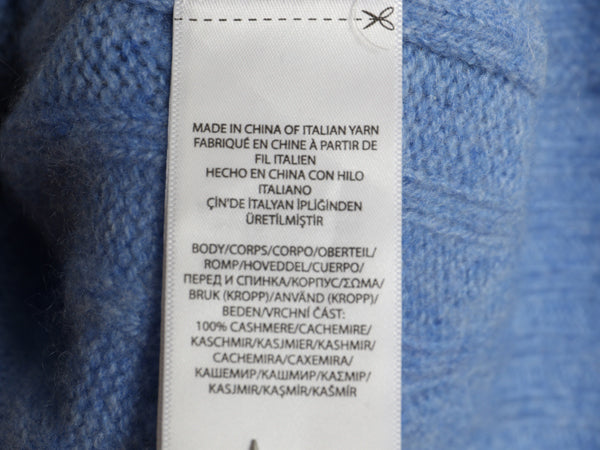 MADE IN CHINA OF ITALIAN YARN
FABRIQUÉ EN CHINE À PARTIR DE
FIL ITALIEN
HECHO EN CHINA CON HILO
ITALIANO
ÇİN'DE İTALYAN İPLİĞİNDEN
ÜRETİLMİŞTİR
BODY/CORPS/CORPO/OBERTEIL/
ROMP/HOVEDDEL/CUERPO/
ПЕРЕД И СПИНКА/КОРПУС/ΣΩΜΑ/
BRUK (KROPP)/ANVÄND (KROPP)/
BEDEN/VRCHNÍ ČÁST:
100% CASHMERE/CACHEMIRE/
KASCHMIR/KASJMIER/KASHMIR/
CACHEMIRA/CAXEMIRA/
КАШЕМИР/КАШМИР/ΚΑΣΜΙΡ/
KASJMIR/KAŞMİR/KAŠMÍR